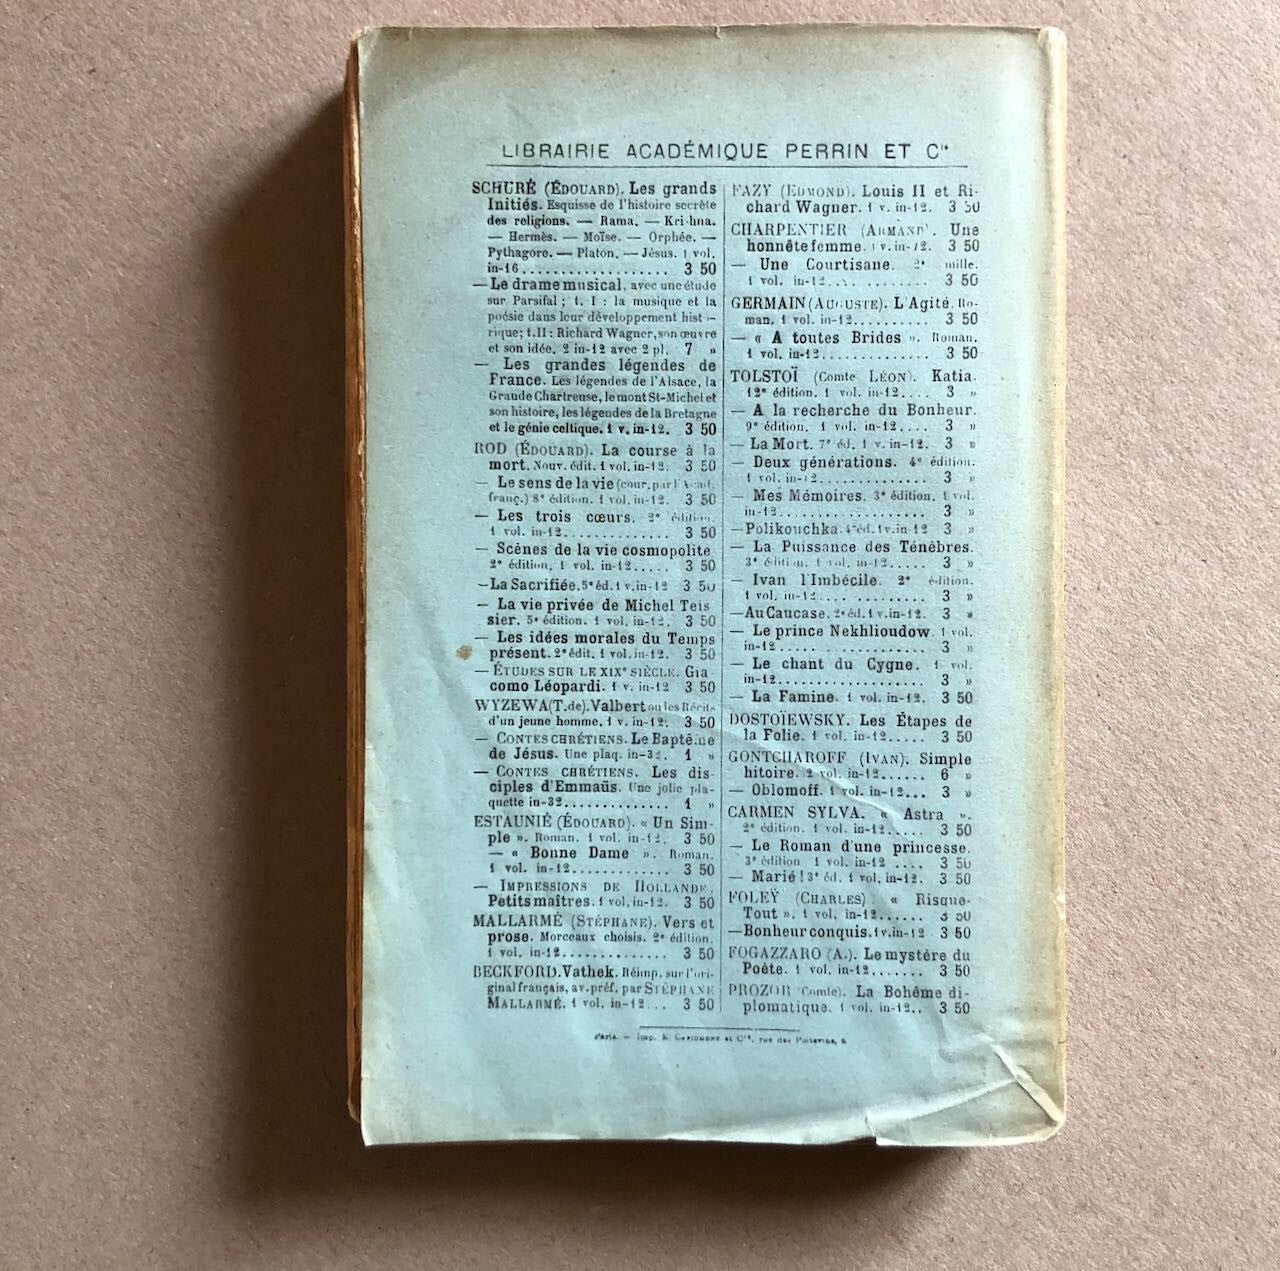 LIBRAIRIE ACADÉMIQUE PERRIN ET Cie
SCHURÉ (ÉDOUARD). Les grands
Initiés. Esquisse de l'histoire secrète
des religions. — Rama. — Krishna.
— Hermès. — Moïse. — Orphée. —
Pythagore. — Platon. — Jésus. 1 vol.
in-16................... 3 50
— Le drame musical, avec une étude
sur Parsifal ; t. I : la musique et la
poésie dans leur développement histo-
rique; t. II : Richard Wagner, son œuvre
et son idée. 2 in-12 avec 2 pl. 7 »
— Les grandes légendes de
France. Les légendes de l'Alsace, la
Grande Chartreuse, le mont St-Michel et
son histoire, les légendes de la Bretagne
et le génie celtique. 1 v. in-12. 3 50
ROD (ÉDOUARD). La course à la
mort. Nouv. édit. 1 vol. in-12. 3 50
— Le sens de la vie (cour. par l'Acad.
franç.) 8e édition. 1 vol. in-12. 3 50
— Les trois cœurs. 2e édition.
1 vol. in-12............. 3 50
— Scènes de la vie cosmopolite
2e édition. 1 vol. in-12..... 3 50
— La Sacrifiée. 5e éd. 1 v. in-12 3 50
— La vie privée de Michel Teis
sier. 5e édition. 1 vol. in-12. 3 50
— Les idées morales du Temps
présent. 2e édit. 1 vol. in-12. 3 50
— ÉTUDES SUR LE XIXe SIÈCLE. Gia
como Léopardi. 1 v. in-12 3 50
WYZEWA (T. de). Valbert ou les Récits
d'un jeune homme. 1 v. in-12. 3 50
— CONTES CHRÉTIENS. Le Baptême
de Jésus. Une plaq. in-32. 1 »
— CONTES CHRÉTIENS. Les dis-
ciples d'Emmaüs. Une jolie pla-
quette in-32.............. 1 »
ESTAUNIÉ (ÉDOUARD). « Un Sim-
ple ». Roman. 1 vol. in-12. 3 50
— « Bonne Dame ». Roman.
1 vol. in-12............. 3 50
— IMPRESSIONS DE HOLLANDE.
Petits maîtres. 1 vol. in-12. 3 50
MALLARMÉ (STÉPHANE). Vers et
prose. Morceaux choisis. 2e édition.
1 vol. in-12............. 3 50
BECKFORD. Vathek. Réimp. sur l'ori-
ginal français, av. préf. par STÉPHANE
MALLARMÉ. 1 vol. in-12... 3 50
FAZY (EDMOND). Louis II et Ri-
chard Wagner. 1 v. in-12. 3 50
CHARPENTIER (ARMAND). Une
honnête femme. 1 v. in-12. 3 50
— Une Courtisane. 2e mille.
1 vol. in-12............. 3 50
GERMAIN (AUGUSTE). L'Agité. Ro-
man. 1 vol. in-12.......... 3 50
— « A toutes Brides ». Roman.
1 vol. in-12.............. 3 50
TOLSTOÏ (Comte LÉON). Katia.
12e édition. 1 vol. in-12.... 3 »
— A la recherche du Bonheur.
9e édition. 1 vol. in-12.... 3 »
— La Mort. 7e éd. 1 v. in-12. 3 »
— Deux générations. 4e édition.
1 vol. in-12............. 3 »
— Mes Mémoires. 3e édition. 1 vol.
in-12................. 3 »
— Polikouchka. 4e éd. 1 v. in-12 3 »
— La Puissance des Ténèbres.
3e édition. 1 vol. in-12..... 3 »
— Ivan l'Imbécile. 2e édition.
1 vol. in-12.............. 3 »
— Au Caucase. 2e éd. 1 v. in-12. 3 »
— Le prince Nekhlioudow. 1 vol.
in-12.................. 3 »
— Le chant du Cygne. 1 vol.
in-12.................. 3 »
— La Famine. 1 vol. in-12. 3 50
DOSTOÏEWSKY. Les Étapes de
la Folie. 1 vol. in-12..... 3 50
GONTCHAROFF (IVAN). Simple
hitoire. 2 vol. in-12...... 6 »
— Oblomoff. 1 vol. in-12... 3 »
CARMEN SYLVA. « Astra ».
2e édition. 1 vol. in-12..... 3 50
— Le Roman d'une princesse.
3e édition 1 vol. in-12 .... 3 50
— Marié ! 3e éd. 1 vol. in-12. 3 50
FOLEŸ (CHARLES). « Risque-
Tout ». 1 vol. in-12...... 3 50
— Bonheur conquis. 1 v. in-12 3 50
FOGAZZARO (A.). Le mystère du
Poète. 1 vol. in-12....... 3 50
PROZOR (Comte). La Bohême di-
plomatique. 1 vol. in-12.. 3 50
Paris. — Imp. E. CAPIOMONT et Cie, rue des Poitevins, 6